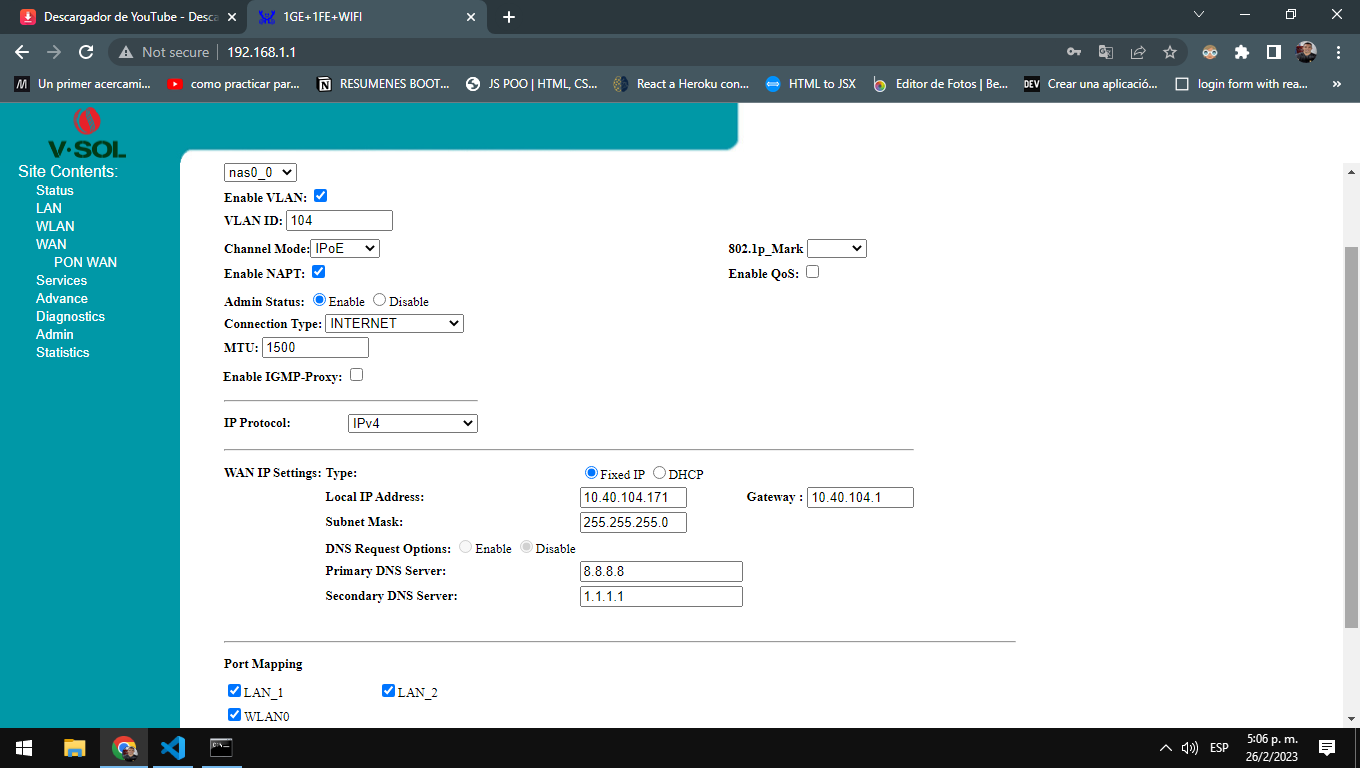 Descargador de YouTube - Desca
1GE+1FE+WIFI
Not secure
192.168.1.1
Un primer acercami...
como practicar par...
RESUMENES BOOT...
JS POO | HTML, CS...
React a Heroku con...
HTML to JSX
Editor de Fotos | Be...
DEV
Crear una aplicació...
login form with rea...
»
V·SOL
Site Contents:
Status
LAN
WLAN
WAN
PON WAN
Services
Advance
Diagnostics
Admin
Statistics
nas0_0
Enable VLAN:
VLAN ID: 104
Channel Mode: IPoE
802.1p_Mark
Enable NAPT:
Enable QoS:
Admin Status: Enable Disable
Connection Type: INTERNET
MTU: 1500
Enable IGMP-Proxy:
IP Protocol: IPv4
WAN IP Settings: Type: Fixed IP DHCP
Local IP Address: 10.40.104.171 Gateway : 10.40.104.1
Subnet Mask: 255.255.255.0
DNS Request Options: Enable Disable
Primary DNS Server: 8.8.8.8
Secondary DNS Server: 1.1.1.1
Port Mapping
LAN_1 LAN_2
WLAN0
ESP
5:06 p. m.
26/2/2023